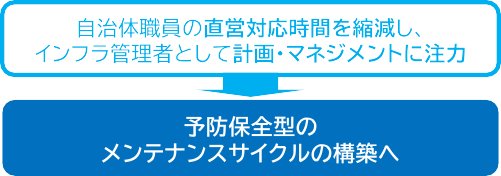 自治体職員の直営対応時間を縮減し、
インフラ管理者として計画・マネジメントに注力
予防保全型の
メンテナンスサイクルの構築へ